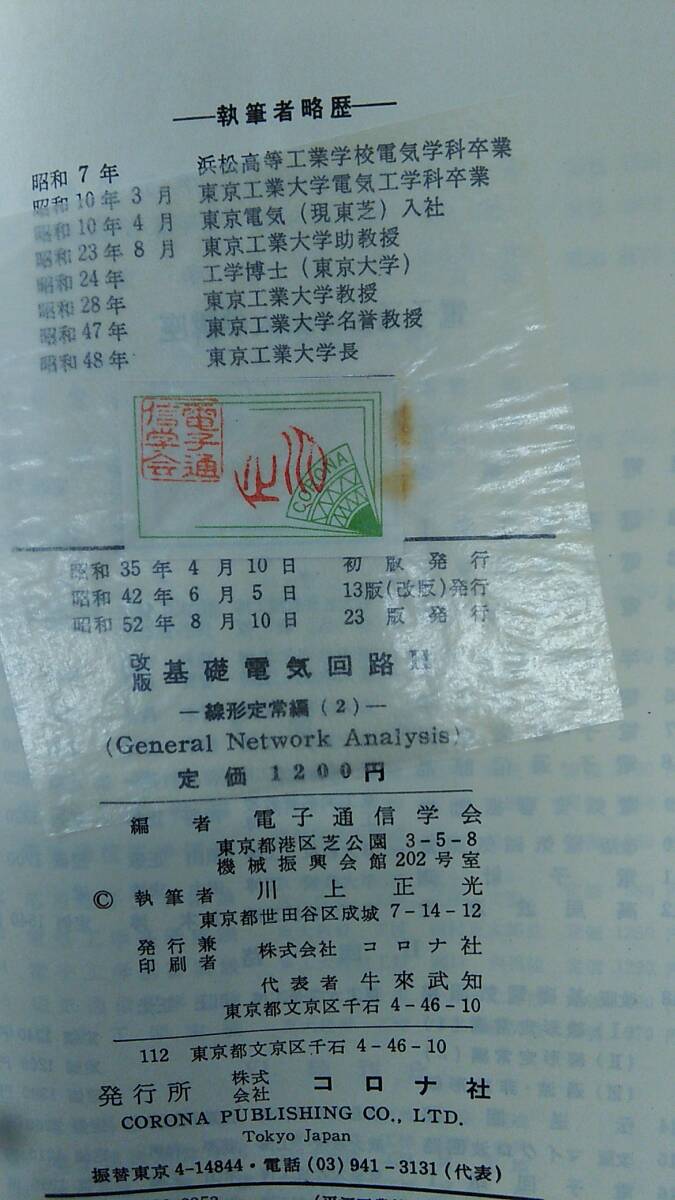 —執筆者略歴—
昭和 7 年 浜松高等工業学校電気学科卒業
昭和 10 年 3 月 東京工業大学電気工学科卒業
昭和 10 年 4 月 東京電気（現東芝）入社
昭和 23 年 8 月 東京工業大学助教授
昭和 24 年 工学博士（東京大学）
昭和 28 年 東京工業大学教授
昭和 47 年 東京工業大学名誉教授
昭和 48 年 東京工業大学長
電子通信学会
CORONA
昭和 35 年 4 月 10 日 初版発行
昭和 42 年 6 月 5 日 13版(改版)発行
昭和 52 年 8 月 10 日 23 版発行
改版 基礎電気回路 II
—線形定常編（2）—
(General Network Analysis)
定価 1200円
編者 電子通信学会
東京都港区芝公園 3-5-8
機械振興会館202号室
© 執筆者 川上正光
東京都世田谷区成城 7-14-12
発行兼印刷者 株式会社 コロナ社
代表者 牛來武知
東京都文京区千石 4-46-10
112 東京都文京区千石 4-46-10
発行所 株式会社 コロナ社
CORONA PUBLISHING CO., LTD.
Tokyo Japan
振替東京 4-14844・電話 (03) 941-3131 (代表)